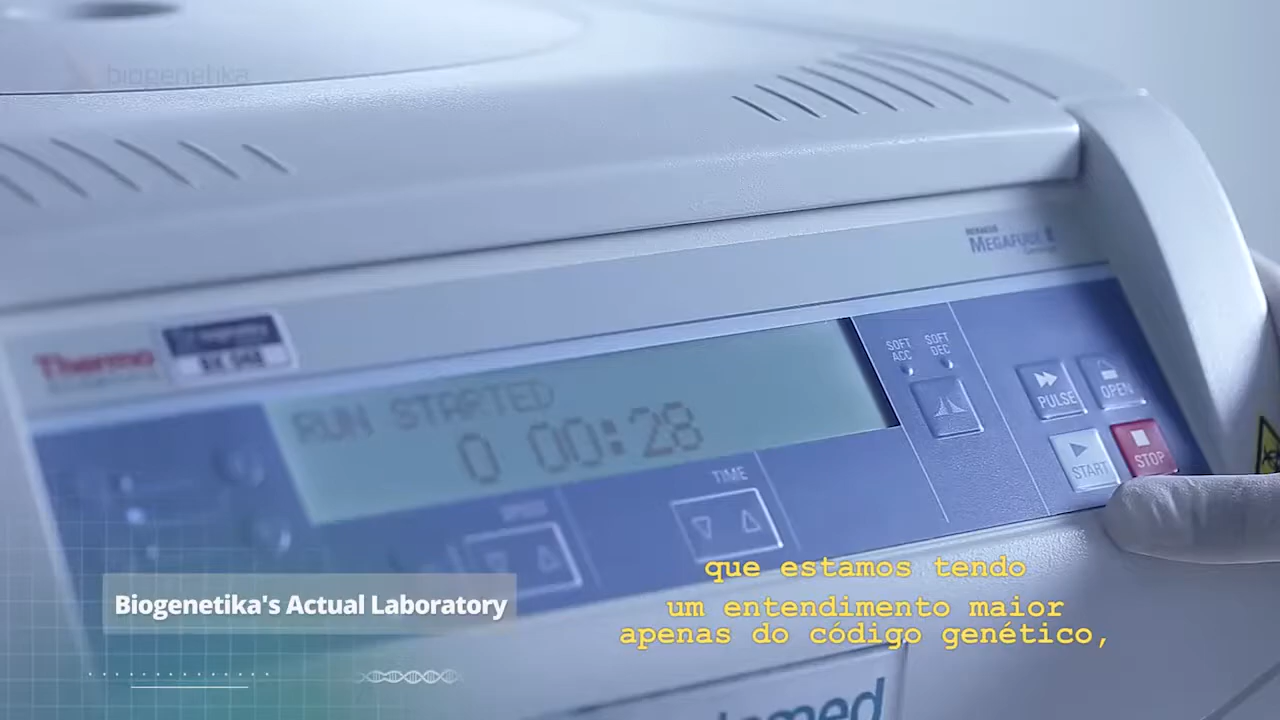 biogenetika
MEGAFUGE
Thermo
RUN STARTED
0 00:28
SOFT ACC
SOFT DEC
PULSE
OPEN
START
STOP
TIME
SPEED
Biogenetika's Actual Laboratory
que estamos tendo
um entendimento maior
apenas do código genético,